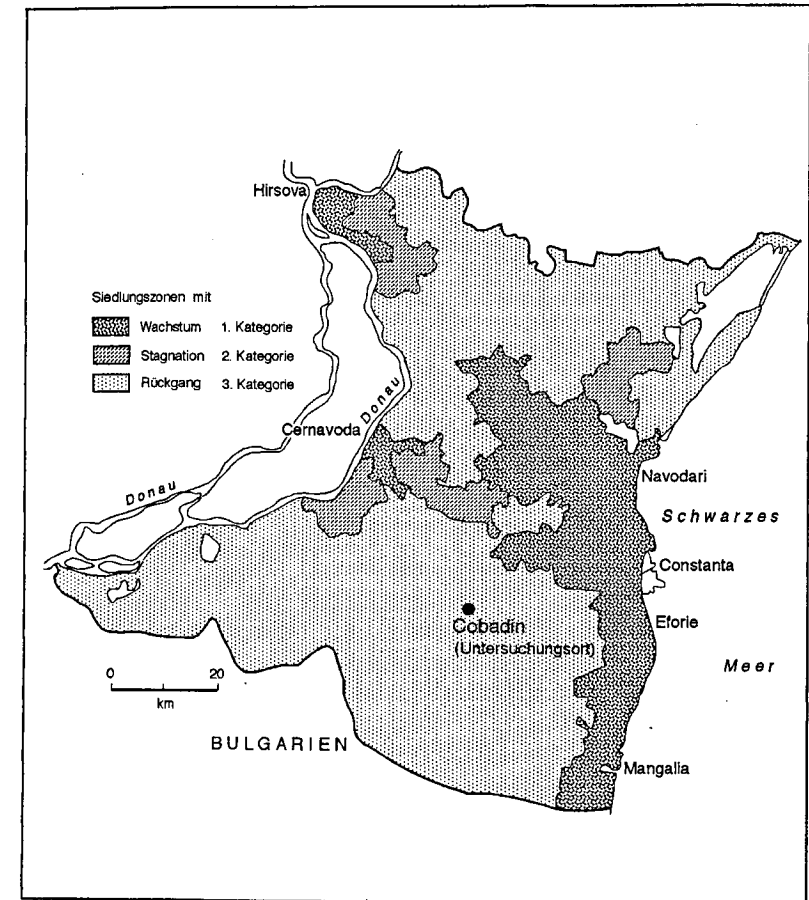 Hirsova
Siedlungszonen mit
Wachstum 1. Kategorie
Stagnation 2. Kategorie
Rückgang 3. Kategorie
Donau
Cernavoda
Donau
Navodari
Schwarzes
Constanta
Cobadin
(Untersuchungsort)
Eforie
Meer
0 20
km
BULGARIEN
Mangalia